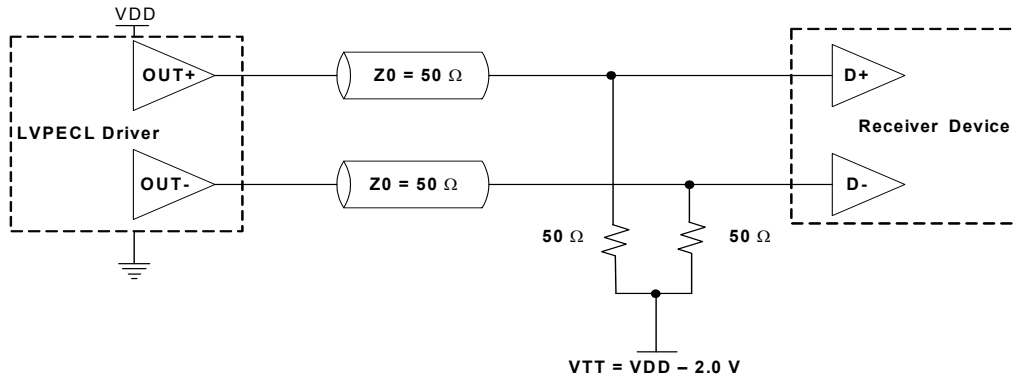 VDD
OUT+
Z0 = 50 Ω
D+
LVPECL Driver
Receiver Device
OUT-
Z0 = 50 Ω
D-
50 Ω
50 Ω
VTT = VDD – 2.0 V